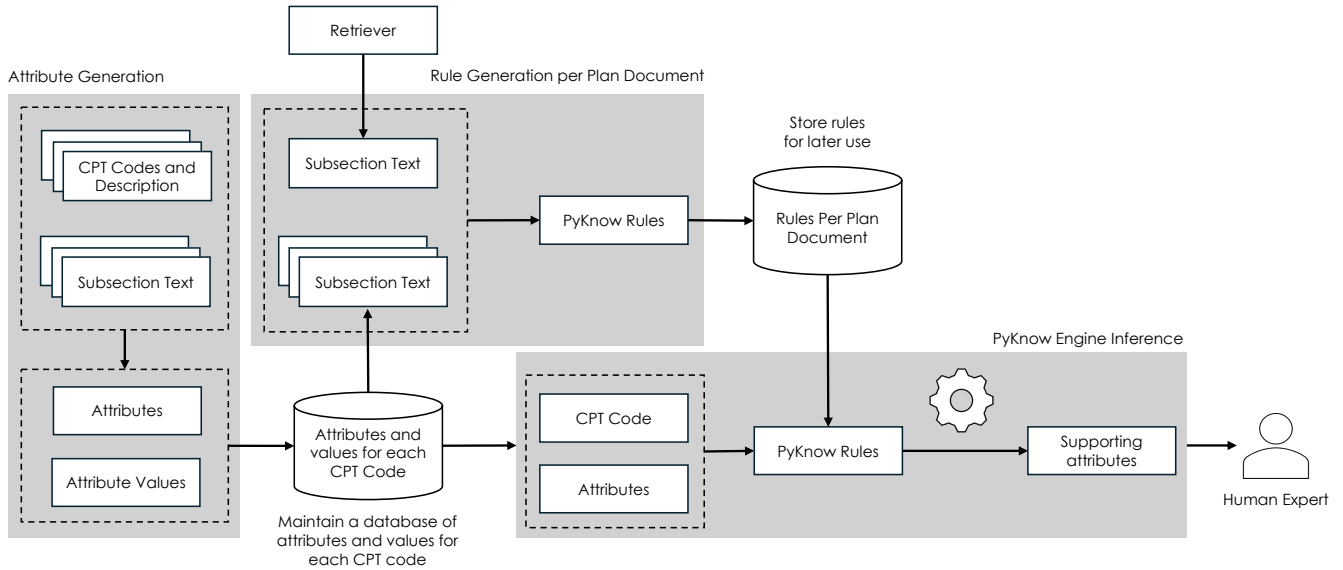 Retriever
Attribute Generation
Rule Generation per Plan Document
CPT Codes and
Description
Subsection Text
Attributes
Attribute Values
Subsection Text
Subsection Text
PyKnow Rules
Store rules
for later use
Rules Per Plan
Document
Attributes and
values for each
CPT Code
Maintain a database of
attributes and values for
each CPT code
PyKnow Engine Inference
CPT Code
Attributes
PyKnow Rules
Supporting
attributes
Human Expert